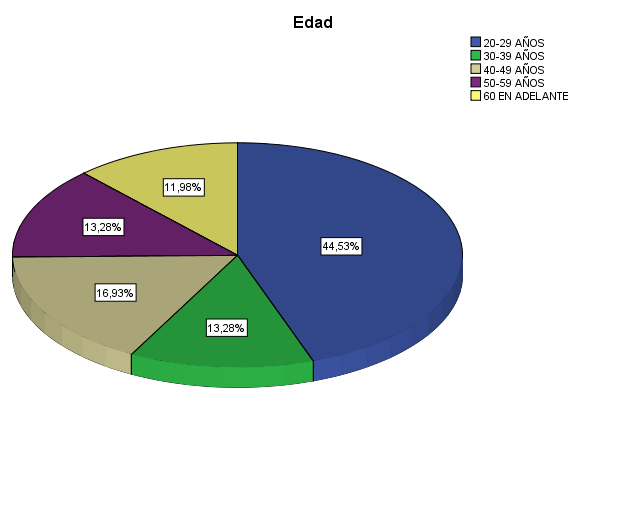 Edad
20-29 AÑOS
30-39 AÑOS
40-49 AÑOS
50-59 AÑOS
60 EN ADELANTE
11,98%
13,28%
44,53%
16,93%
13,28%